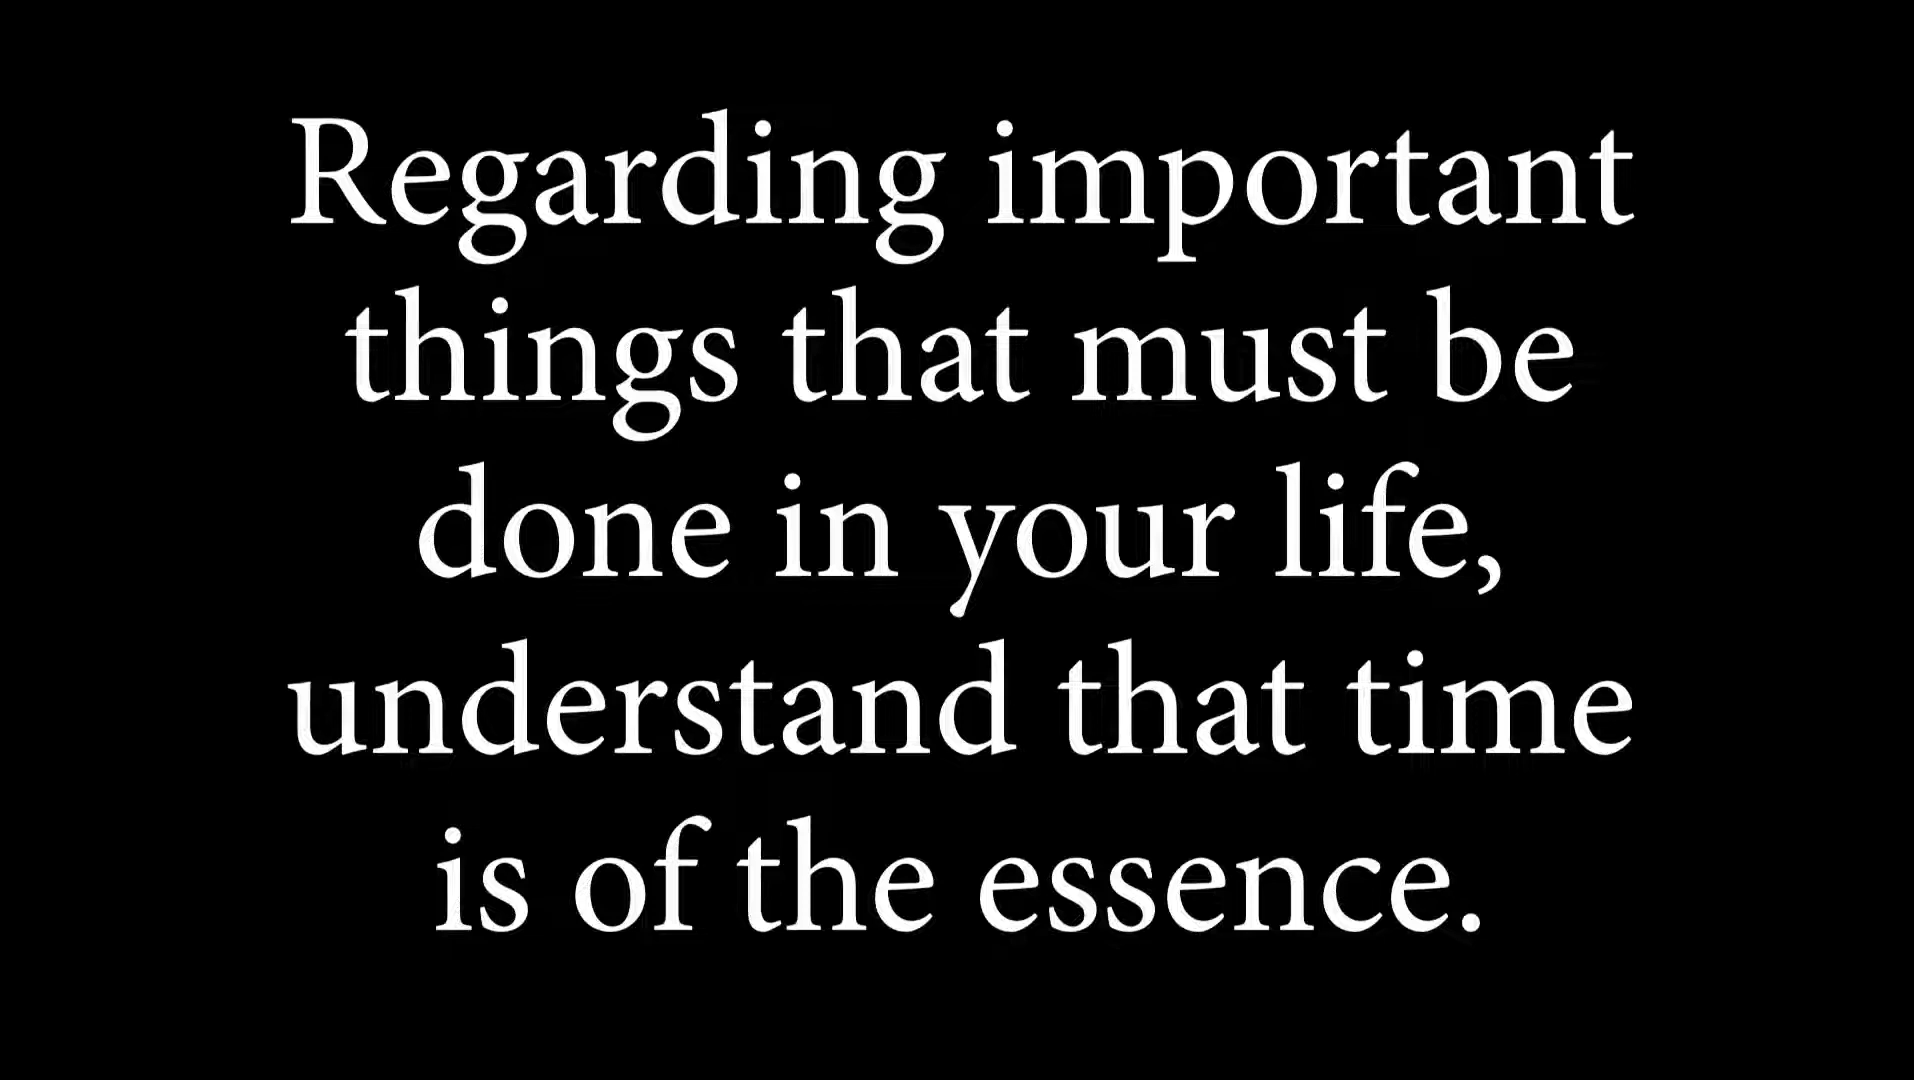 Regarding important
things that must be
done in your life,
understand that time
is of the essence.